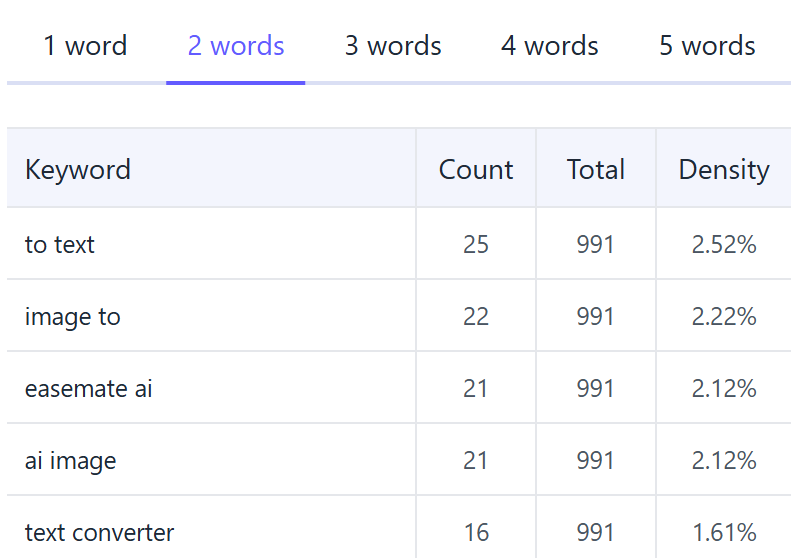 1 word 2 words 3 words 4 words 5 words
Keyword Count Total Density
to text 25 991 2.52%
image to 22 991 2.22%
easemate ai 21 991 2.12%
ai image 21 991 2.12%
text converter 16 991 1.61%